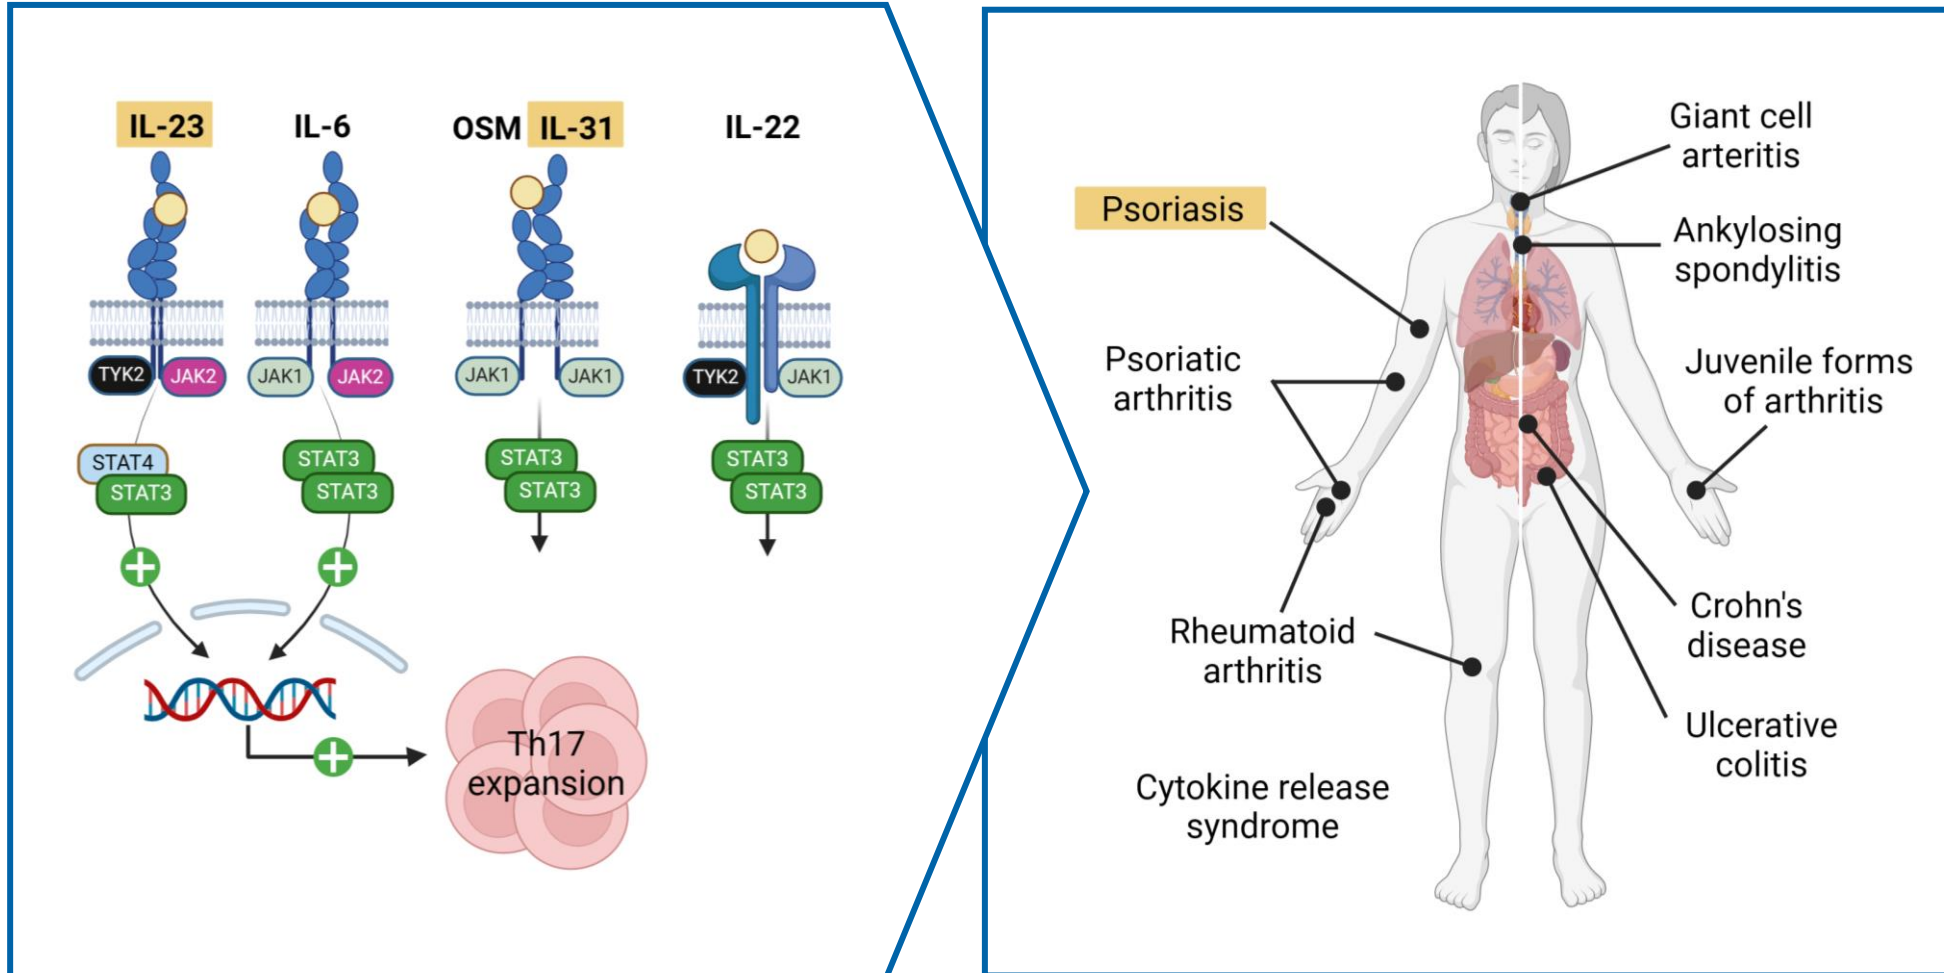 IL-23
IL-6
OSM IL-31
IL-22
TYK2 JAK2
JAK1 JAK2
JAK1 JAK1
TYK2 JAK1
STAT4
STAT3
STAT3
STAT3
STAT3
STAT3
STAT3
STAT3
Th17
expansion
Giant cell
arteritis
Psoriasis
Ankylosing
spondylitis
Psoriatic
arthritis
Juvenile forms
of arthritis
Rheumatoid
arthritis
Crohn's
disease
Ulcerative
colitis
Cytokine release
syndrome